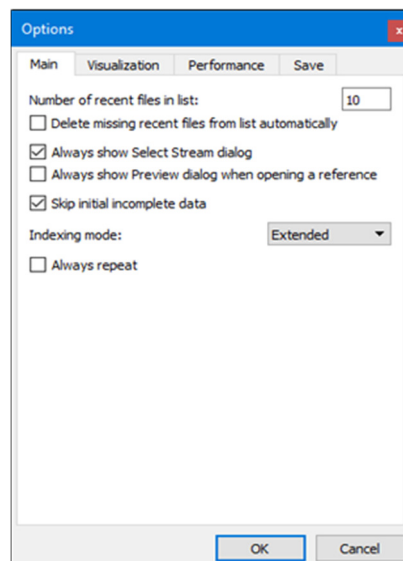 Options
x
Main Visualization Performance Save
Number of recent files in list: 10
Delete missing recent files from list automatically
Always show Select Stream dialog
Always show Preview dialog when opening a reference
Skip initial incomplete data
Indexing mode: Extended
Always repeat
OK Cancel